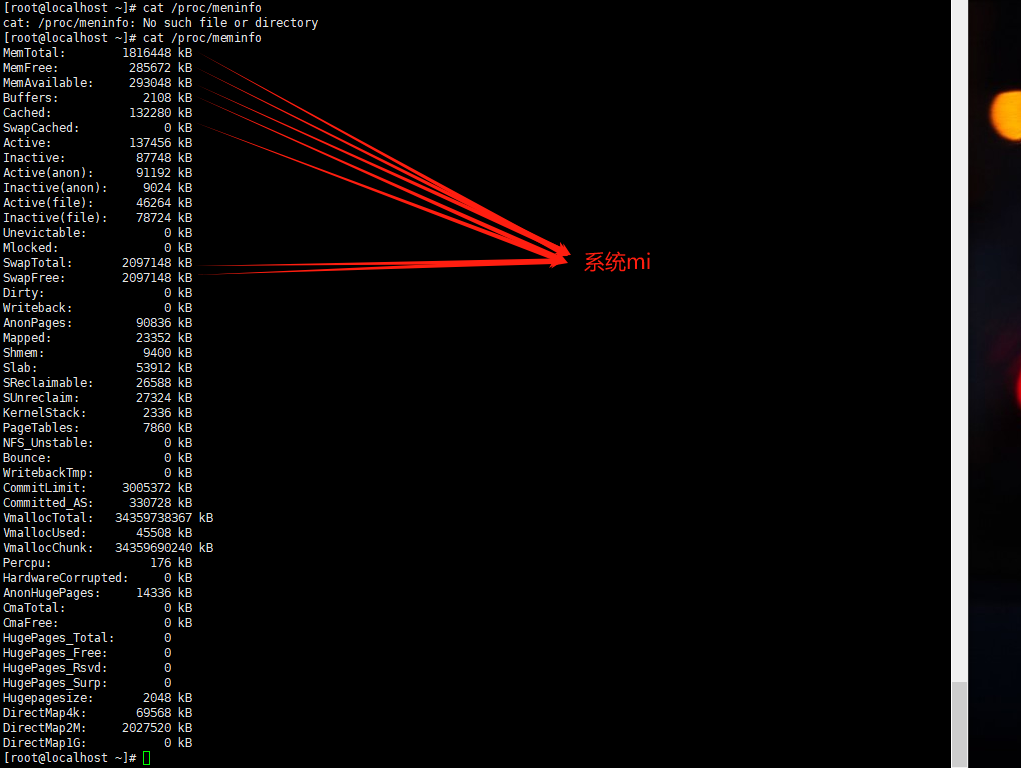 [root@localhost ~]# cat /proc/meninfo
cat: /proc/meninfo: No such file or directory
[root@localhost ~]# cat /proc/meminfo
MemTotal: 1816448 kB
MemFree: 285672 kB
MemAvailable: 293048 kB
Buffers: 2108 kB
Cached: 132280 kB
SwapCached: 0 kB
Active: 137456 kB
Inactive: 87748 kB
Active(anon): 91192 kB
Inactive(anon): 9024 kB
Active(file): 46264 kB
Inactive(file): 78724 kB
Unevictable: 0 kB
Mlocked: 0 kB
SwapTotal: 2097148 kB
系统mi
SwapFree: 2097148 kB
Dirty: 0 kB
Writeback: 0 kB
AnonPages: 90836 kB
Mapped: 23352 kB
Shmem: 9400 kB
Slab: 53912 kB
SReclaimable: 26588 kB
SUnreclaim: 27324 kB
KernelStack: 2336 kB
PageTables: 7860 kB
NFS_Unstable: 0 kB
Bounce: 0 kB
WritebackTmp: 0 kB
CommitLimit: 3005372 kB
Committed_AS: 330728 kB
VmallocTotal: 34359738367 kB
VmallocUsed: 45508 kB
VmallocChunk: 34359690240 kB
Percpu: 176 kB
HardwareCorrupted: 0 kB
AnonHugePages: 14336 kB
CmaTotal: 0 kB
CmaFree: 0 kB
HugePages_Total: 0
HugePages_Free: 0
HugePages_Rsvd: 0
HugePages_Surp: 0
Hugepagesize: 2048 kB
DirectMap4k: 69568 kB
DirectMap2M: 2027520 kB
DirectMap1G: 0 kB
[root@localhost ~]#